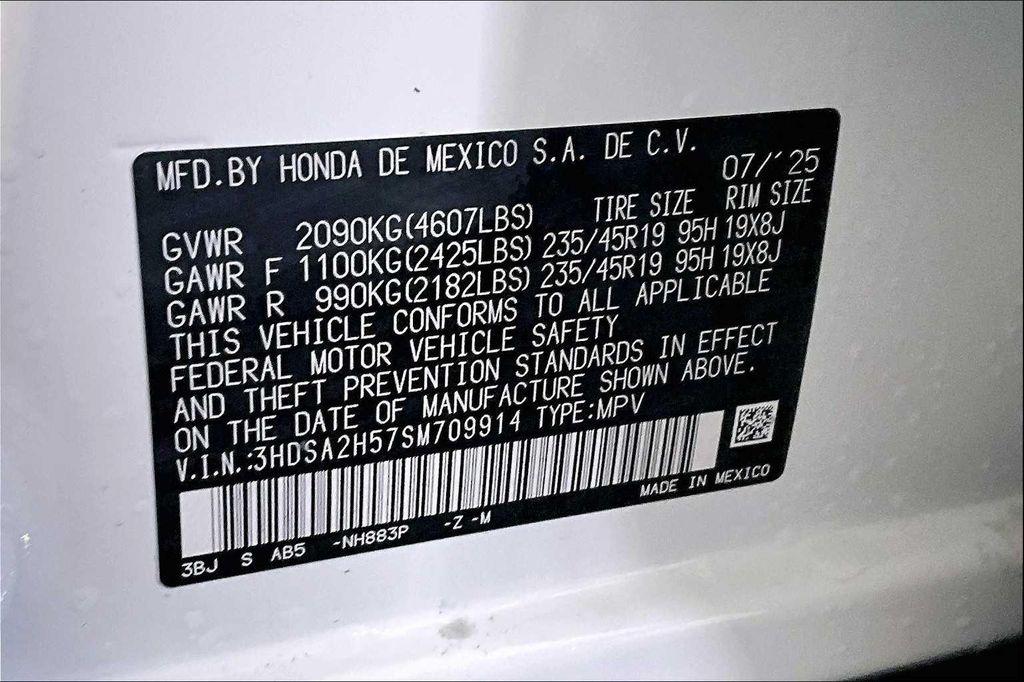 MFD.BY HONDA DE MEXICO S.A. DE C.V.
07/'25
TIRE SIZE RIM SIZE
GVWR 2090KG(4607LBS)
GAWR F 1100KG(2425LBS) 235/45R19 95H 19X8J
GAWR R 990KG(2182LBS) 235/45R19 95H 19X8J
THIS VEHICLE CONFORMS TO ALL APPLICABLE
FEDERAL MOTOR VEHICLE SAFETY
AND THEFT PREVENTION STANDARDS IN EFFECT
ON THE DATE OF MANUFACTURE SHOWN ABOVE.
V.I.N.:3HDSA2H57SM709914 TYPE:MPV
MADE IN MEXICO
3BJ S AB5 -NH883P -Z -M